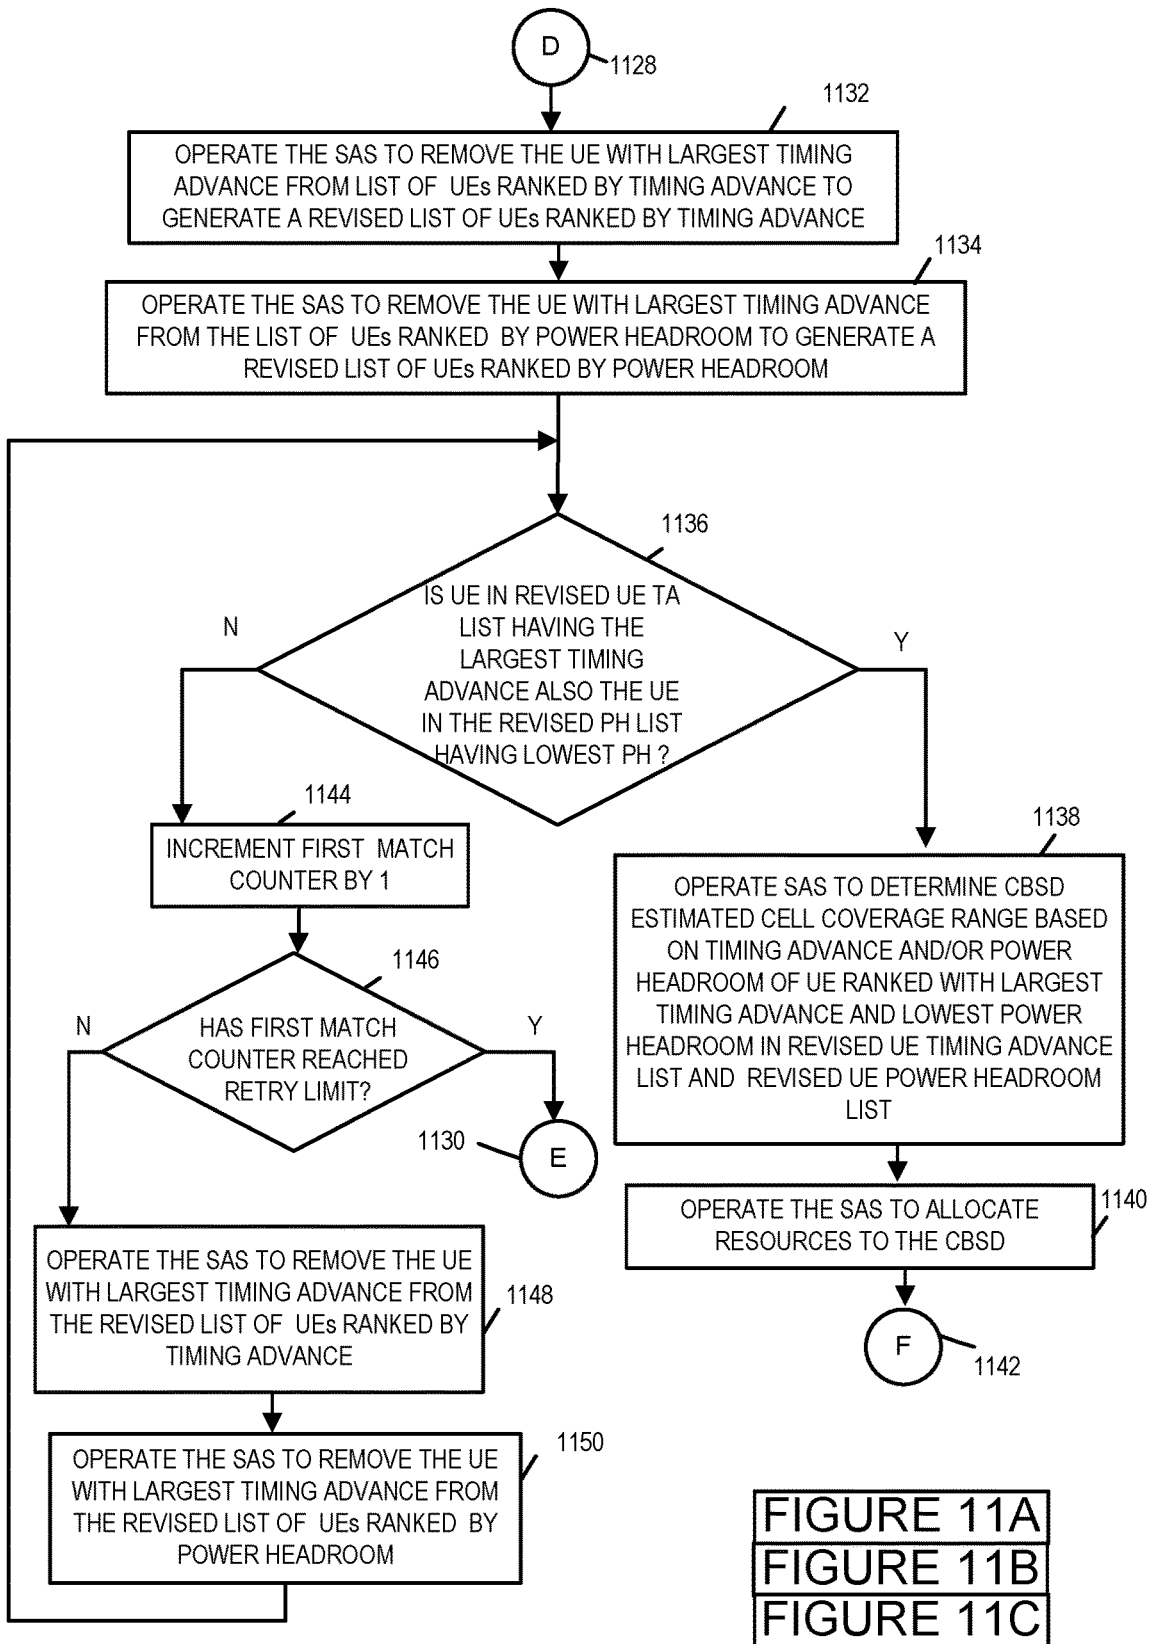 D
1128
1132
OPERATE THE SAS TO REMOVE THE UE WITH LARGEST TIMING
ADVANCE FROM LIST OF UEs RANKED BY TIMING ADVANCE TO
GENERATE A REVISED LIST OF UEs RANKED BY TIMING ADVANCE
1134
OPERATE THE SAS TO REMOVE THE UE WITH LARGEST TIMING ADVANCE
FROM THE LIST OF UEs RANKED BY POWER HEADROOM TO GENERATE A
REVISED LIST OF UEs RANKED BY POWER HEADROOM
1136
IS UE IN REVISED UE TA
LIST HAVING THE
LARGEST TIMING
ADVANCE ALSO THE UE
IN THE REVISED PH LIST
HAVING LOWEST PH ?
N
Y
1144
INCREMENT FIRST MATCH
COUNTER BY 1
1146
HAS FIRST MATCH
COUNTER REACHED
RETRY LIMIT?
N
Y
1130
E
1138
OPERATE SAS TO DETERMINE CBSD
ESTIMATED CELL COVERAGE RANGE BASED
ON TIMING ADVANCE AND/OR POWER
HEADROOM OF UE RANKED WITH LARGEST
TIMING ADVANCE AND LOWEST POWER
HEADROOM IN REVISED UE TIMING ADVANCE
LIST AND REVISED UE POWER HEADROOM
LIST
1140
OPERATE THE SAS TO ALLOCATE
RESOURCES TO THE CBSD
F
1142
OPERATE THE SAS TO REMOVE THE UE
WITH LARGEST TIMING ADVANCE FROM
THE REVISED LIST OF UEs RANKED BY
TIMING ADVANCE
1148
OPERATE THE SAS TO REMOVE THE UE
WITH LARGEST TIMING ADVANCE FROM
THE REVISED LIST OF UEs RANKED BY
POWER HEADROOM
1150
FIGURE 11A
FIGURE 11B
FIGURE 11C